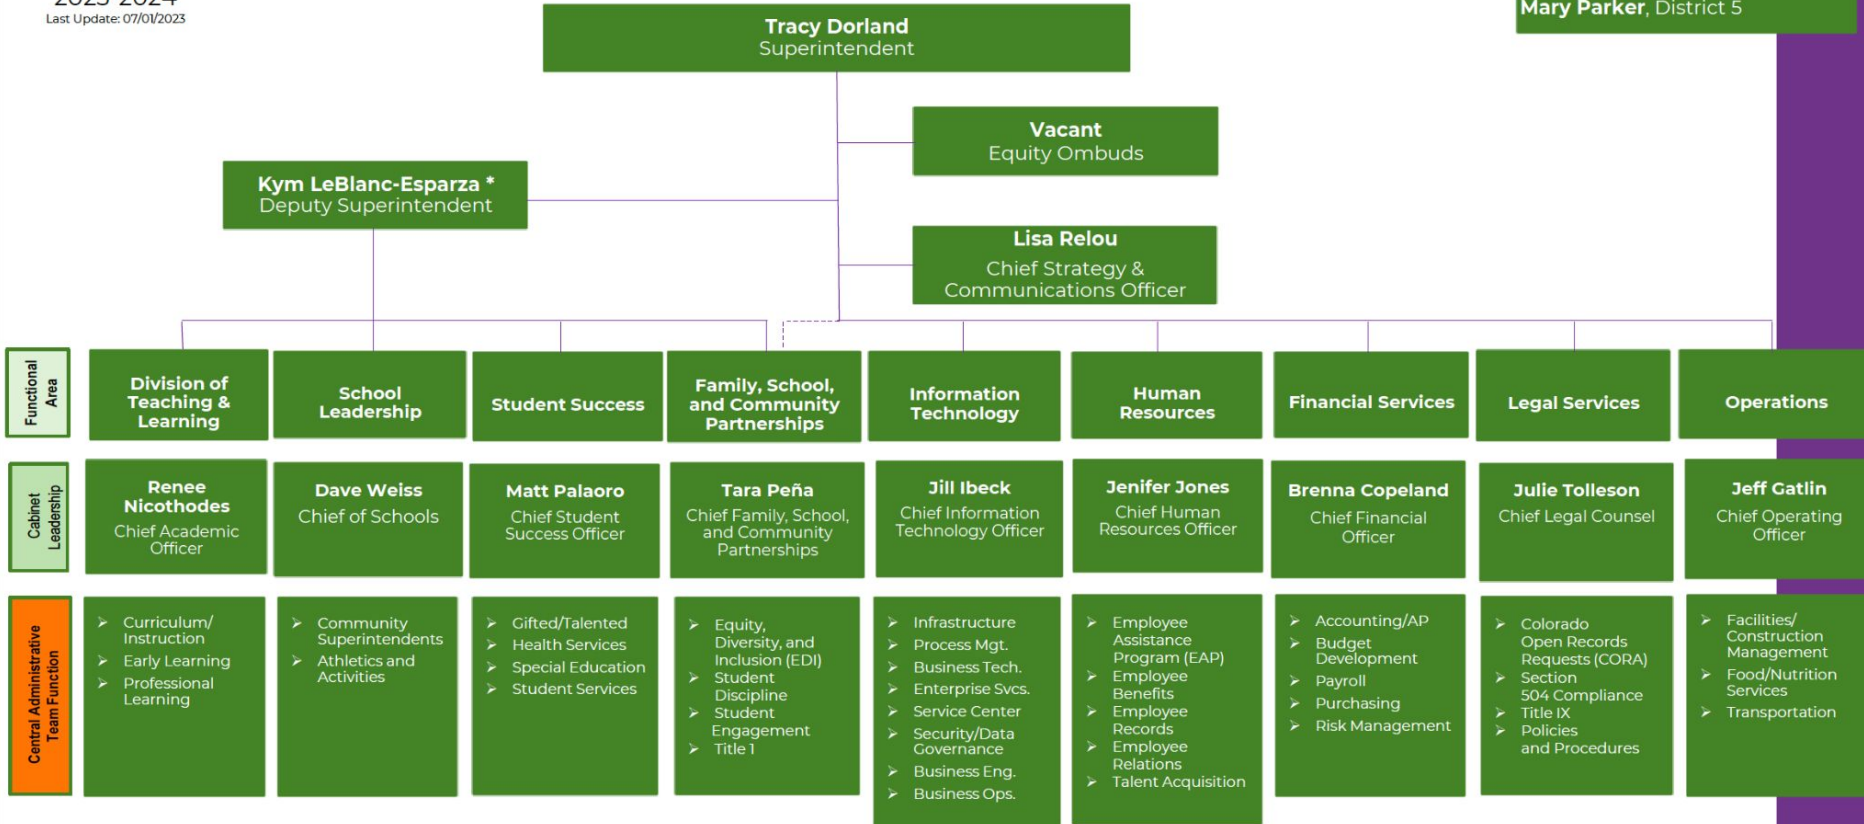 2023-2024
Last Update: 07/01/2023
Mary Parker, District 5
Tracy Dorland
Superintendent
Vacant
Equity Ombuds
Kym LeBlanc-Esparza *
Deputy Superintendent
Lisa Relou
Chief Strategy &
Communications Officer
Functional
Area
Division of
Teaching &
Learning
School
Leadership
Student Success
Family, School,
and Community
Partnerships
Information
Technology
Human
Resources
Financial Services
Legal Services
Operations
Cabinet
Leadership
Renee
Nicothodes
Chief Academic
Officer
Dave Weiss
Chief of Schools
Matt Palaoro
Chief Student
Success Officer
Tara Peña
Chief Family, School,
and Community
Partnerships
Jill Ibeck
Chief Information
Technology Officer
Jenifer Jones
Chief Human
Resources Officer
Brenna Copeland
Chief Financial
Officer
Julie Tolleson
Chief Legal Counsel
Jeff Gatlin
Chief Operating
Officer
Central Administrative
Team Function
➢ Curriculum/
Instruction
➢ Early Learning
➢ Professional
Learning
➢ Community
Superintendents
➢ Athletics and
Activities
➢ Gifted/Talented
➢ Health Services
➢ Special Education
➢ Student Services
➢ Equity,
Diversity, and
Inclusion (EDI)
➢ Student
Discipline
➢ Student
Engagement
➢ Title 1
➢ Infrastructure
➢ Process Mgt.
➢ Business Tech.
➢ Enterprise Svcs.
➢ Service Center
➢ Security/Data
Governance
➢ Business Eng.
➢ Business Ops.
➢ Employee
Assistance
Program (EAP)
➢ Employee
Benefits
➢ Employee
Records
➢ Employee
Relations
➢ Talent Acquisition
➢ Accounting/AP
➢ Budget
Development
➢ Payroll
➢ Purchasing
➢ Risk Management
➢ Colorado
Open Records
Requests (CORA)
➢ Section
504 Compliance
➢ Title IX
➢ Policies
and Procedures
➢ Facilities/
Construction
Management
➢ Food/Nutrition
Services
➢ Transportation